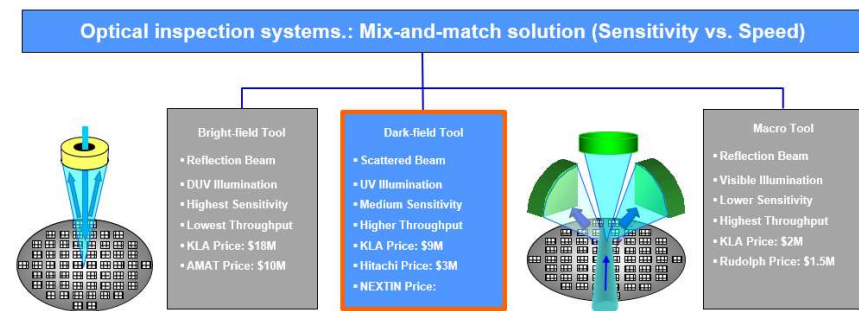 Optical inspection systems.: Mix-and-match solution (Sensitivity vs. Speed)
Bright-field Tool
▪ Reflection Beam
▪ DUV Illumination
▪ Highest Sensitivity
▪ Lowest Throughput
▪ KLA Price: $18M
▪ AMAT Price: $10M
Dark-field Tool
▪ Scattered Beam
▪ UV Illumination
▪ Medium Sensitivity
▪ Higher Throughput
▪ KLA Price: $9M
▪ Hitachi Price: $3M
▪ NEXTIN Price:
Macro Tool
▪ Reflection Beam
▪ Visible Illumination
▪ Lower Sensitivity
▪ Highest Throughput
▪ KLA Price: $2M
▪ Rudolph Price: $1.5M